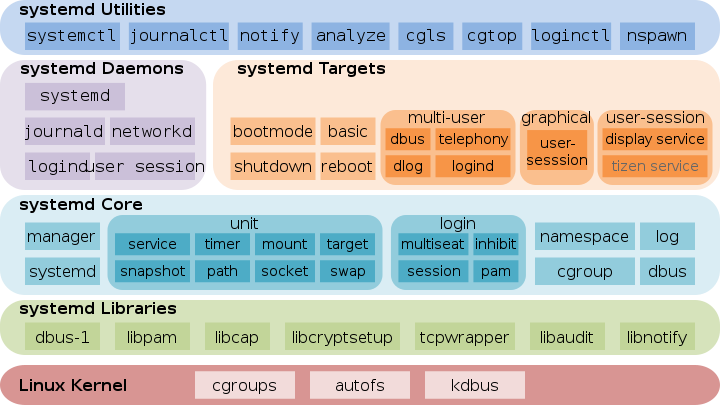 systemd Utilities
systemctl journalctl notify analyze cgls cgtop loginctl nspawn
systemd Daemons
systemd
journald networkd
logind user session
systemd Targets
bootmode basic
shutdown reboot
multi-user
dbus telephony
dlog logind
graphical
user-
sesssion
user-session
display service
tizen service
systemd Core
manager
systemd
unit
service timer mount target
snapshot path socket swap
login
multiseat inhibit
session pam
namespace log
cgroup dbus
systemd Libraries
dbus-1 libpam libcap libcryptsetup tcpwrapper libaudit libnotify
Linux Kernel cgroups autofs kdbus